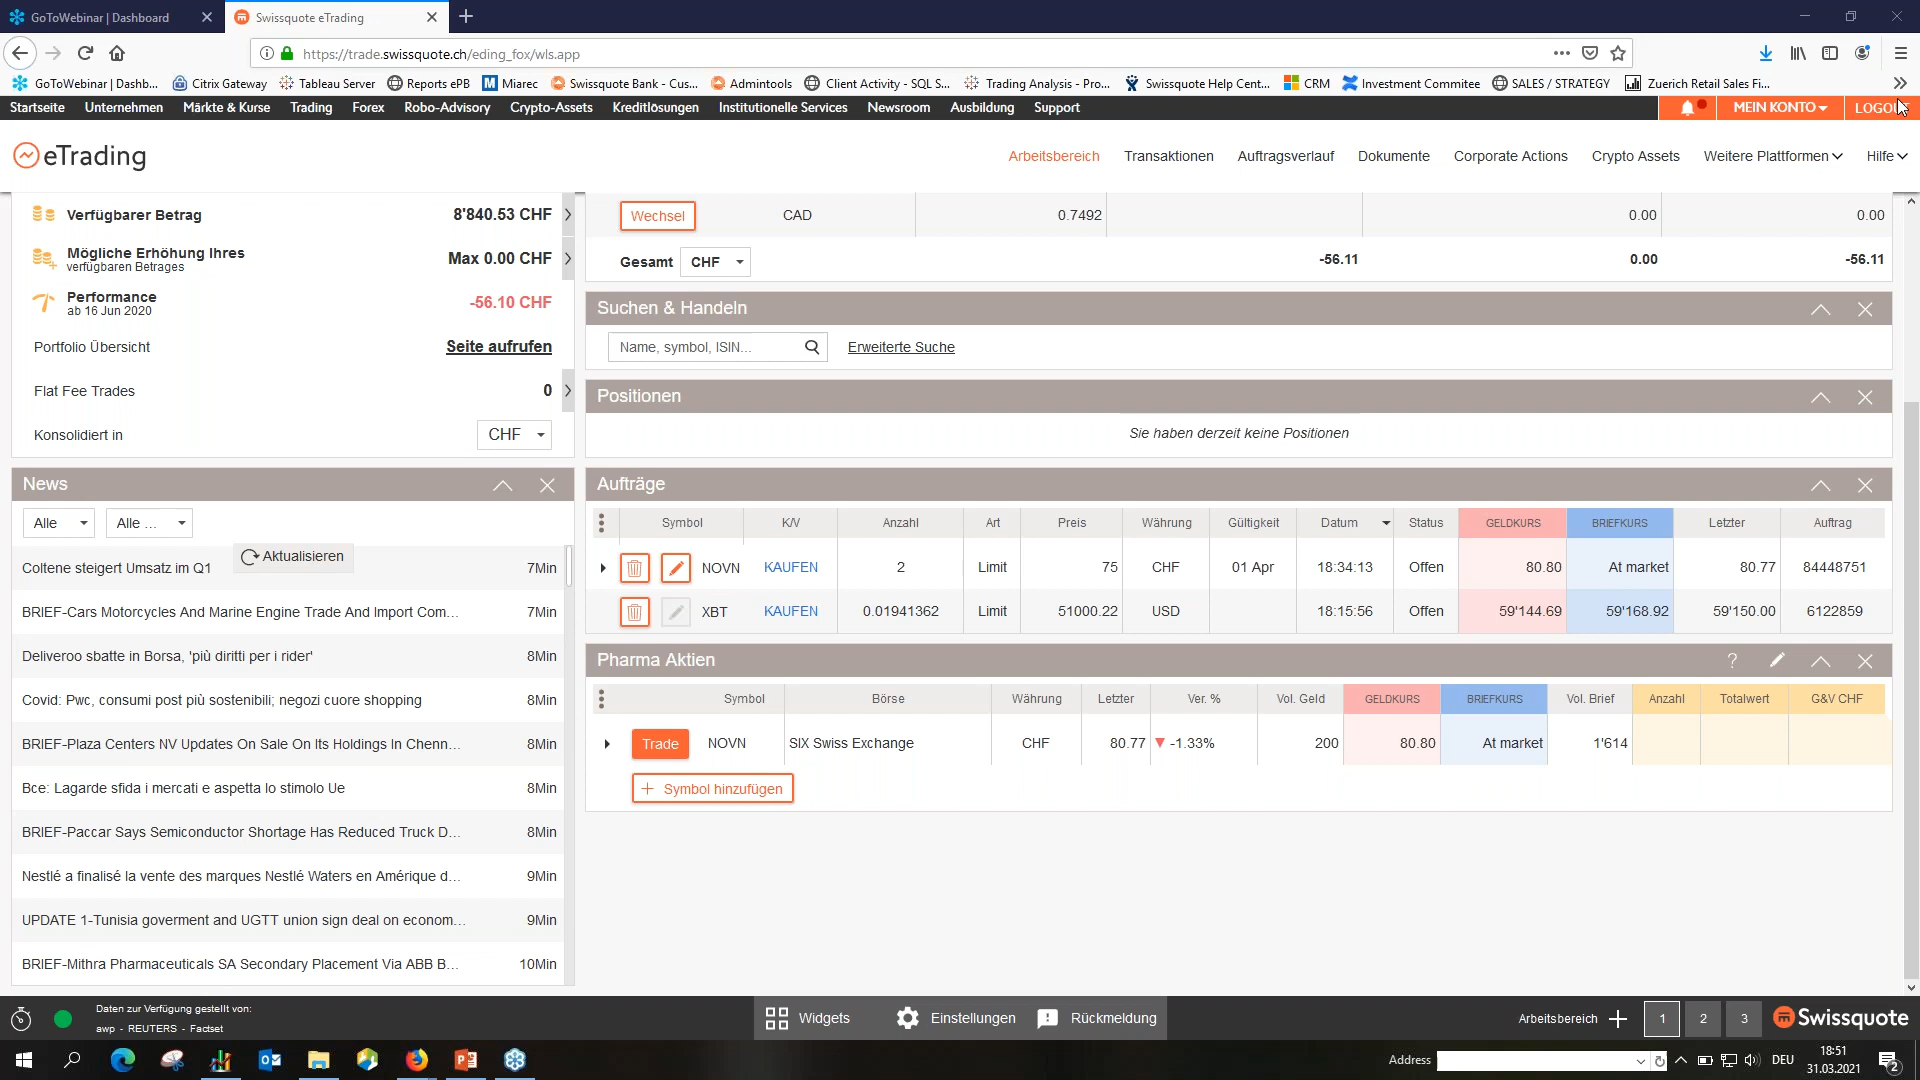 GoToWebinar | Dashboard
Swissquote eTrading
https://trade.swissquote.ch/eding_fox/wls.app
GoToWebinar | Dashb... Citrix Gateway Tableau Server Reports ePB Miarec Swissquote Bank - Cus... Admintools Client Activity - SQL S... Trading Analysis - Pro... Swissquote Help Cent... CRM Investment Commitee SALES / STRATEGY Zuerich Retail Sales Fi...
Startseite Unternehmen Märkte & Kurse Trading Forex Robo-Advisory Crypto-Assets Kreditlösungen Institutionelle Services Newsroom Ausbildung Support MEIN KONTO LOGOUT
eTrading Arbeitsbereich Transaktionen Auftragsverlauf Dokumente Corporate Actions Crypto Assets Weitere Plattformen Hilfe
Verfügbarer Betrag 8'840.53 CHF
Mögliche Erhöhung Ihres
verfügbaren Betrages
Max 0.00 CHF
Performance
ab 16 Jun 2020
-56.10 CHF
Portfolio Übersicht Seite aufrufen
Flat Fee Trades 0
Konsolidiert in CHF
Wechsel CAD 0.7492 0.00 0.00
Gesamt CHF -56.11 0.00 -56.11
Suchen & Handeln
Name, symbol, ISIN... Erweiterte Suche
Positionen
Sie haben derzeit keine Positionen
News
Alle Alle ...
Aktualisieren
Coltene steigert Umsatz im Q1 7Min
BRIEF-Cars Motorcycles And Marine Engine Trade And Import Com... 7Min
Deliveroo sbatte in Borsa, 'più diritti per i rider' 8Min
Covid: Pwc, consumi post più sostenibili; negozi cuore shopping 8Min
BRIEF-Plaza Centers NV Updates On Sale On Its Holdings In Chenn... 8Min
Bce: Lagarde sfida i mercati e aspetta lo stimolo Ue 8Min
BRIEF-Paccar Says Semiconductor Shortage Has Reduced Truck D... 8Min
Nestlé a finalisé la vente des marques Nestlé Waters en Amérique d... 9Min
UPDATE 1-Tunisia goverment and UGTT union sign deal on econom... 9Min
BRIEF-Mithra Pharmaceuticals SA Secondary Placement Via ABB B... 10Min
Aufträge
Symbol K/V Anzahl Art Preis Währung Gültigkeit Datum Status GELDKURS BRIEFKURS Letzter Auftrag
NOVN KAUFEN 2 Limit 75 CHF 01 Apr 18:34:13 Offen 80.80 At market 80.77 84448751
XBT KAUFEN 0.01941362 Limit 51000.22 USD 18:15:56 Offen 59'144.69 59'168.92 59'150.00 6122859
Pharma Aktien
?
Symbol Börse Währung Letzter Ver. % Vol. Geld GELDKURS BRIEFKURS Vol. Brief Anzahl Totalwert G&V CHF
Trade NOVN SIX Swiss Exchange CHF 80.77 -1.33% 200 80.80 At market 1'614
Symbol hinzufügen
Daten zur Verfügung gestellt von:
awp - REUTERS - Factset
Widgets Einstellungen Rückmeldung
Arbeitsbereich 1 2 3 Swissquote
Address
DEU
18:51
31.03.2021
2